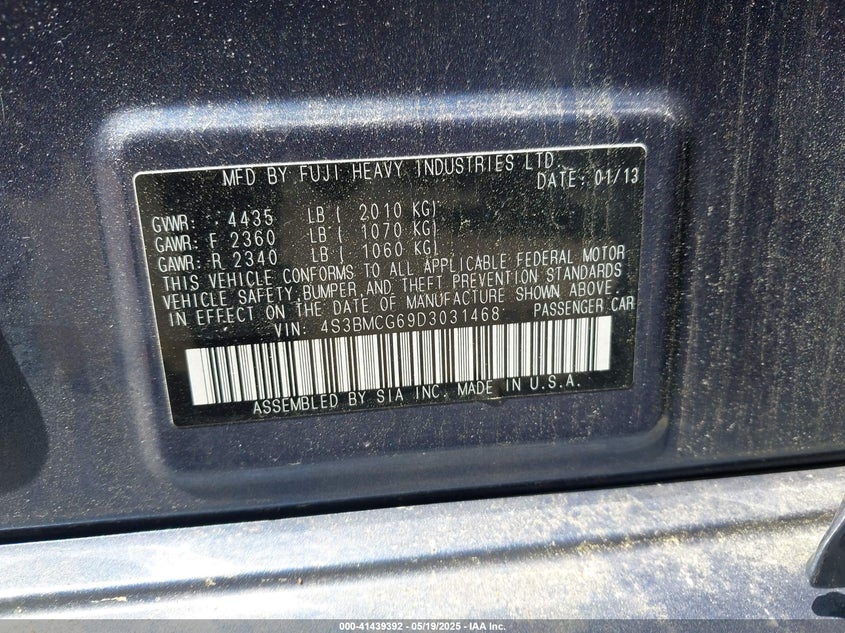 MFD BY FUJI HEAVY INDUSTRIES LTD.
DATE: 01/13
GVWR: 4435 LB ( 2010 KG)
GAWR: F 2360 LB ( 1070 KG)
GAWR: R 2340 LB ( 1060 KG)
THIS VEHICLE CONFORMS TO ALL APPLICABLE FEDERAL MOTOR
VEHICLE SAFETY, BUMPER, AND THEFT PREVENTION STANDARDS
IN EFFECT ON THE DATE OF MANUFACTURE SHOWN ABOVE.
VIN: 4S3BMCG69D3031468 PASSENGER CAR
ASSEMBLED BY SIA INC. MADE IN U.S.A.
000-41439392 - 05/19/2025 - IAA Inc.